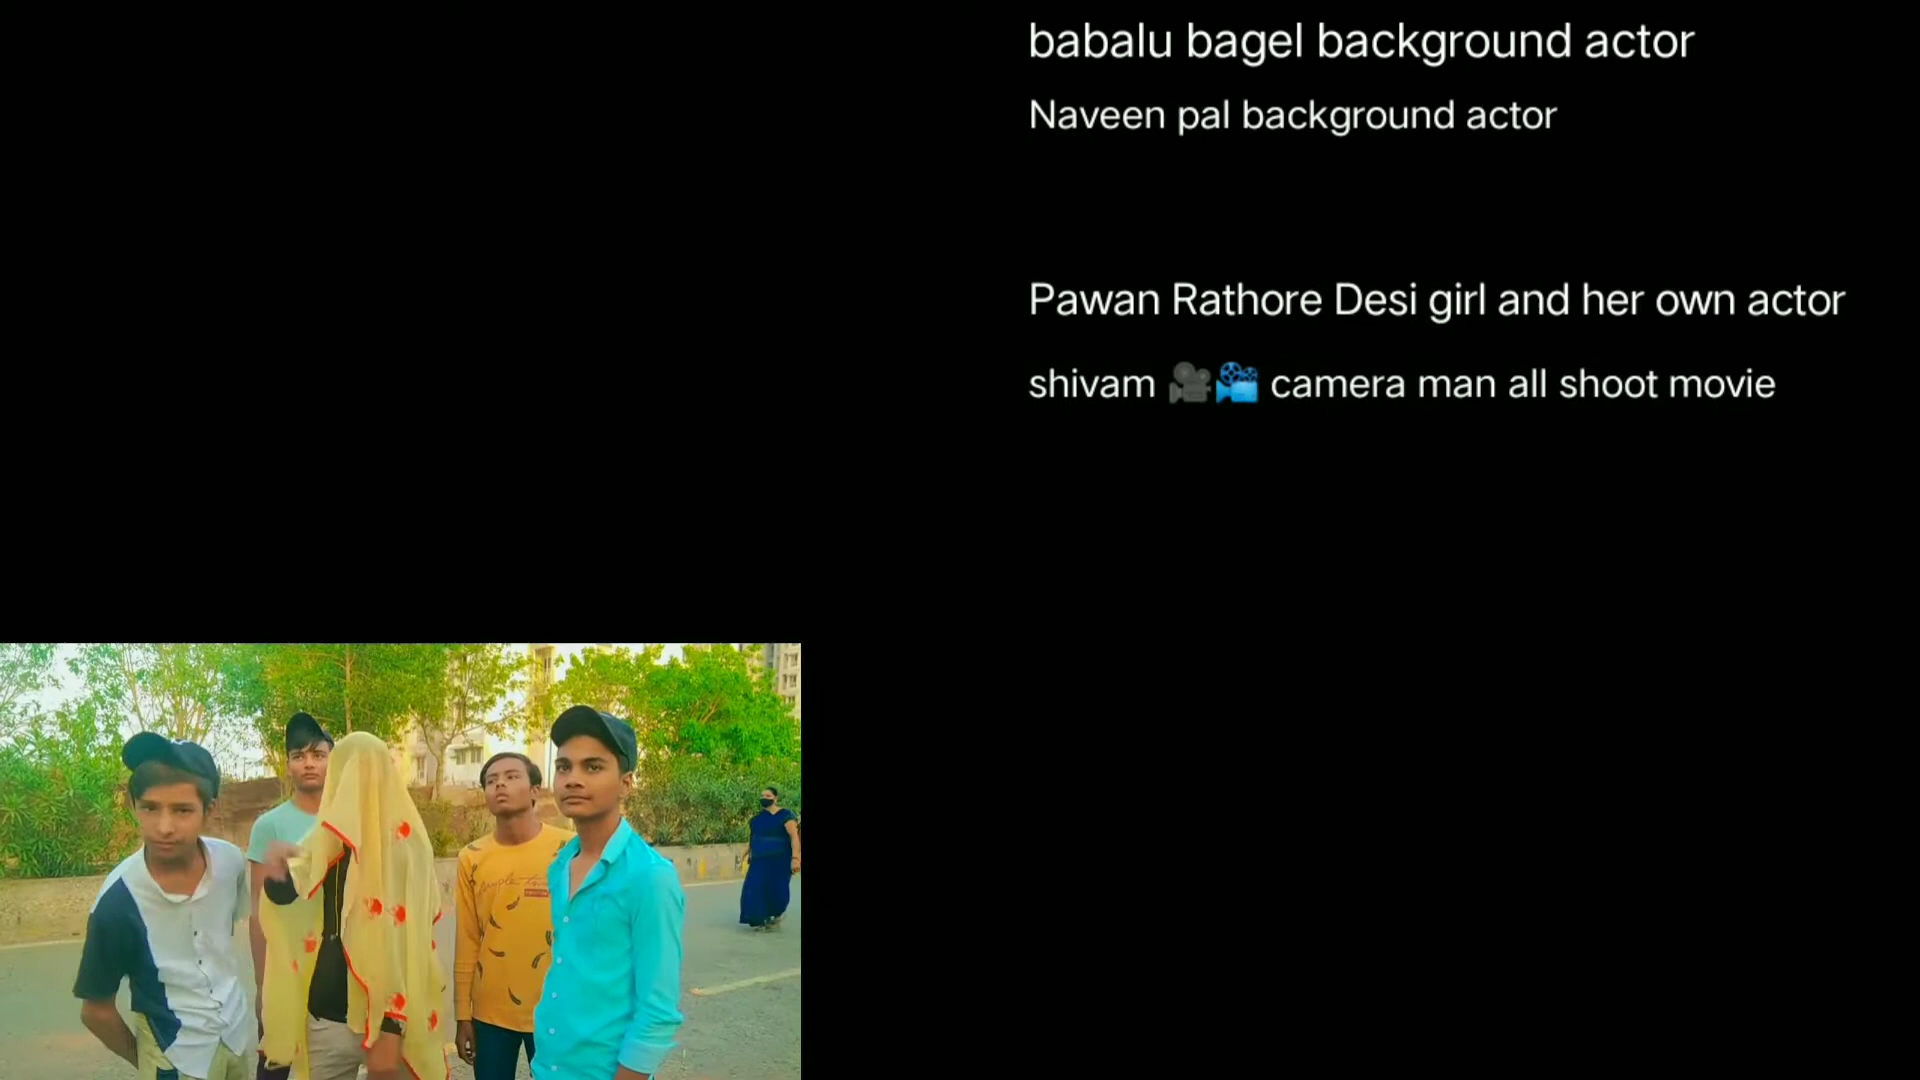 babalu bagel background actor
Naveen pal background actor
Pawan Rathore Desi girl and her own actor
shivam 🎥📽 camera man all shoot movie